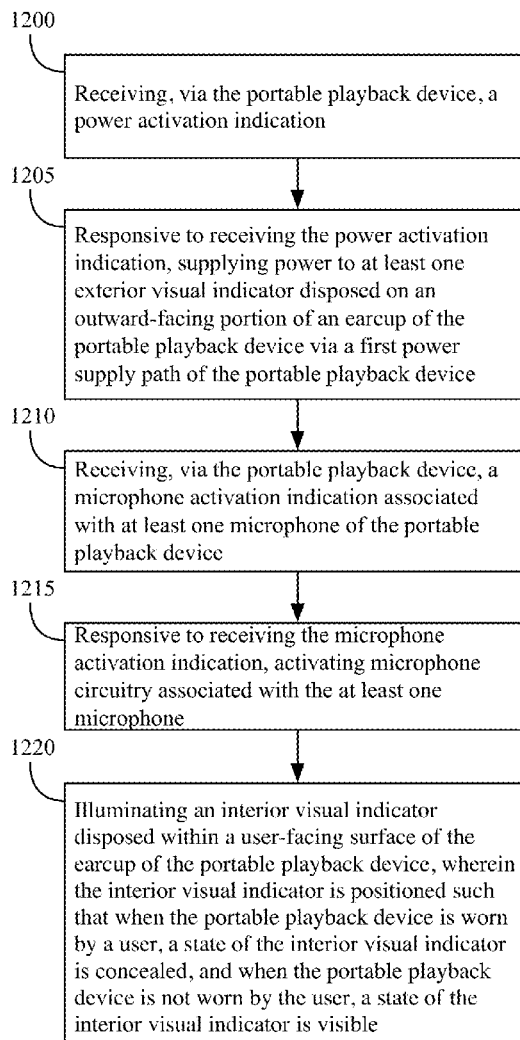 1200
Receiving, via the portable playback device, a
power activation indication
1205
Responsive to receiving the power activation
indication, supplying power to at least one
exterior visual indicator disposed on an
outward-facing portion of an earcup of the
portable playback device via a first power
supply path of the portable playback device
1210
Receiving, via the portable playback device, a
microphone activation indication associated
with at least one microphone of the portable
playback device
1215
Responsive to receiving the microphone
activation indication, activating microphone
circuitry associated with the at least one
microphone
1220
Illuminating an interior visual indicator
disposed within a user-facing surface of the
earcup of the portable playback device, wherein
the interior visual indicator is positioned such
that when the portable playback device is worn
by a user, a state of the interior visual indicator
is concealed, and when the portable playback
device is not worn by the user, a state of the
interior visual indicator is visible